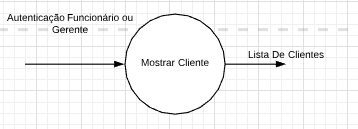 Autenticação Funcionário ou
Gerente
Mostrar Cliente
Lista De Clientes